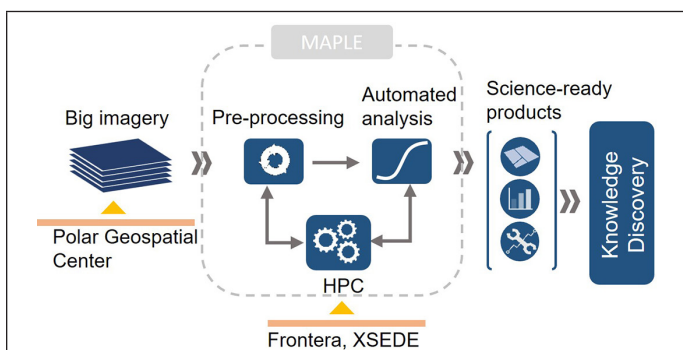 MAPLE
Big imagery
Pre-processing
Automated
analysis
Science-ready
products
Knowledge
Discovery
Polar Geospatial
Center
HPC
Frontera, XSEDE